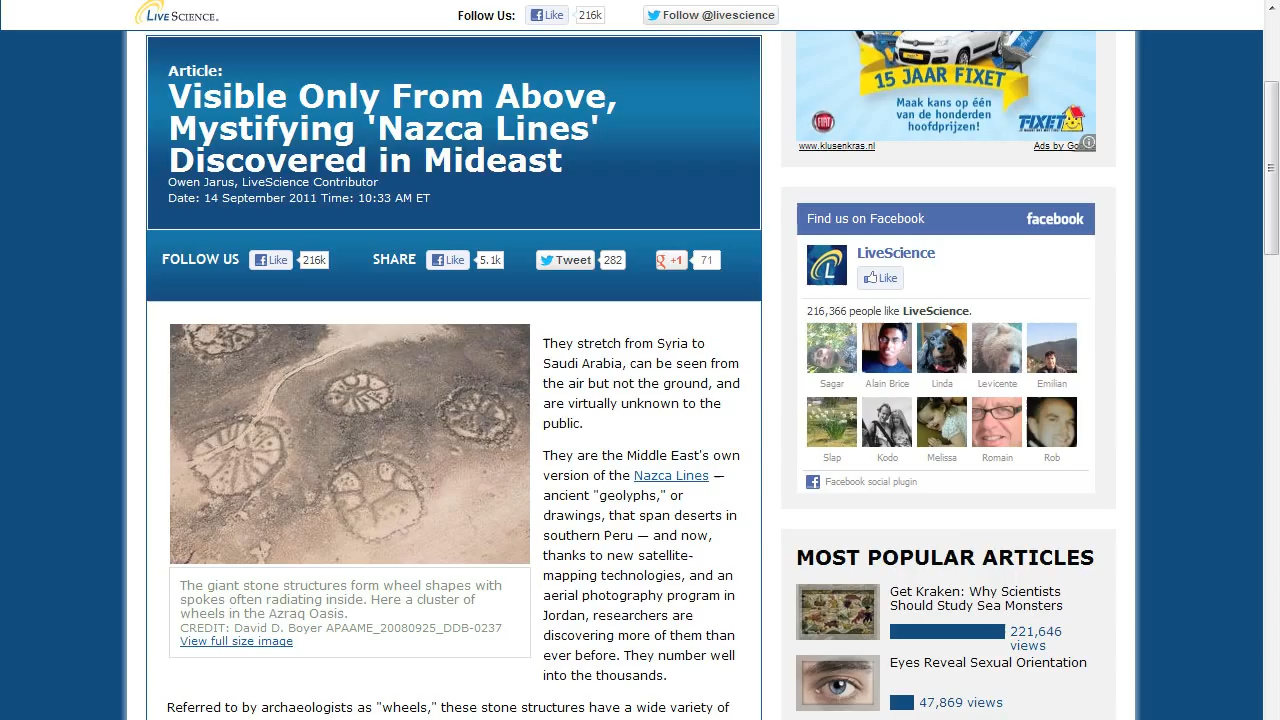 LIVESCIENCE.
Follow Us:
Like
216k
Follow @livescience
Article:
Visible Only From Above,
Mystifying 'Nazca Lines'
Discovered in Mideast
Owen Jarus, LiveScience Contributor
Date: 14 September 2011 Time: 10:33 AM ET
FOLLOW US
Like
216k
SHARE
Like
5.1k
Tweet
282
+1
71
They stretch from Syria to
Saudi Arabia, can be seen from
the air but not the ground, and
are virtually unknown to the
public.
They are the Middle East's own
version of the Nazca Lines —
ancient "geolyphs," or
drawings, that span deserts in
southern Peru — and now,
thanks to new satellite-
mapping technologies, and an
aerial photography program in
Jordan, researchers are
discovering more of them than
ever before. They number well
into the thousands.
The giant stone structures form wheel shapes with
spokes often radiating inside. Here a cluster of
wheels in the Azraq Oasis.
CREDIT: David D. Boyer APAAME_20080925_DDB-0237
View full size image
Referred to by archaeologists as "wheels," these stone structures have a wide variety of
15 JAAR FIXET
Maak kans op één
van de honderden
hoofdprijzen!
FIAT
FIXET
www.klusenkras.nl
Ads by Go
Find us on Facebook
facebook
LiveScience
Like
216,366 people like LiveScience.
Sagar
Alain Brice
Linda
Levicente
Emilian
Slap
Kodo
Melissa
Romain
Rob
Facebook social plugin
MOST POPULAR ARTICLES
Get Kraken: Why Scientists
Should Study Sea Monsters
221,646
views
Eyes Reveal Sexual Orientation
47,869 views